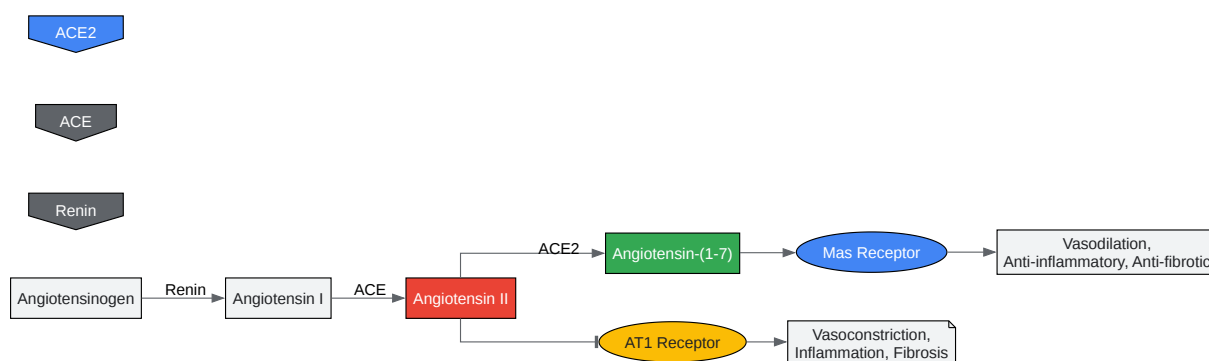 ACE2
ACE
Renin
ACE2
Angiotensin-(1-7)
Mas Receptor
Vasodilation,
Anti-inflammatory, Anti-fibrotic
Angiotensinogen
Renin
Angiotensin I
ACE
Angiotensin II
AT1 Receptor
Vasoconstriction,
Inflammation, Fibrosis